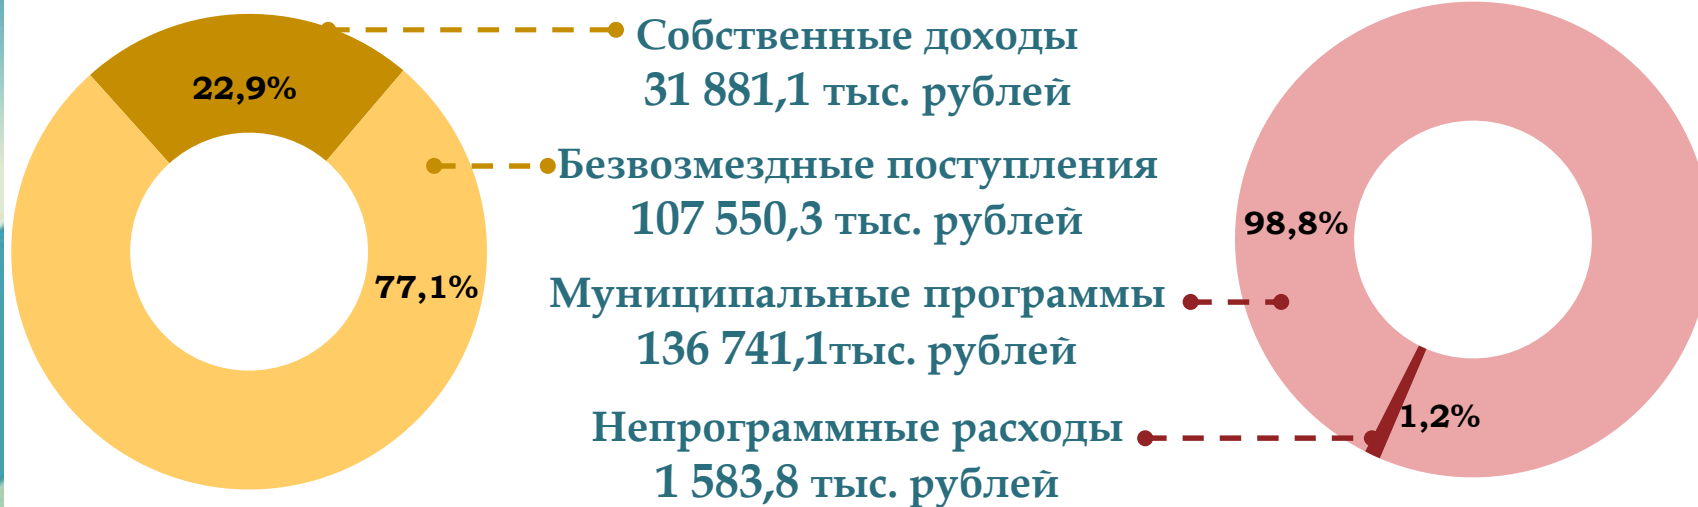 22,9%
77,1%
Собственные доходы
31 881,1 тыс. рублей
Безвозмездные поступления
107 550,3 тыс. рублей
Муниципальные программы
136 741,1тыс. рублей
Непрограммные расходы
1 583,8 тыс. рублей
98,8%
1,2%